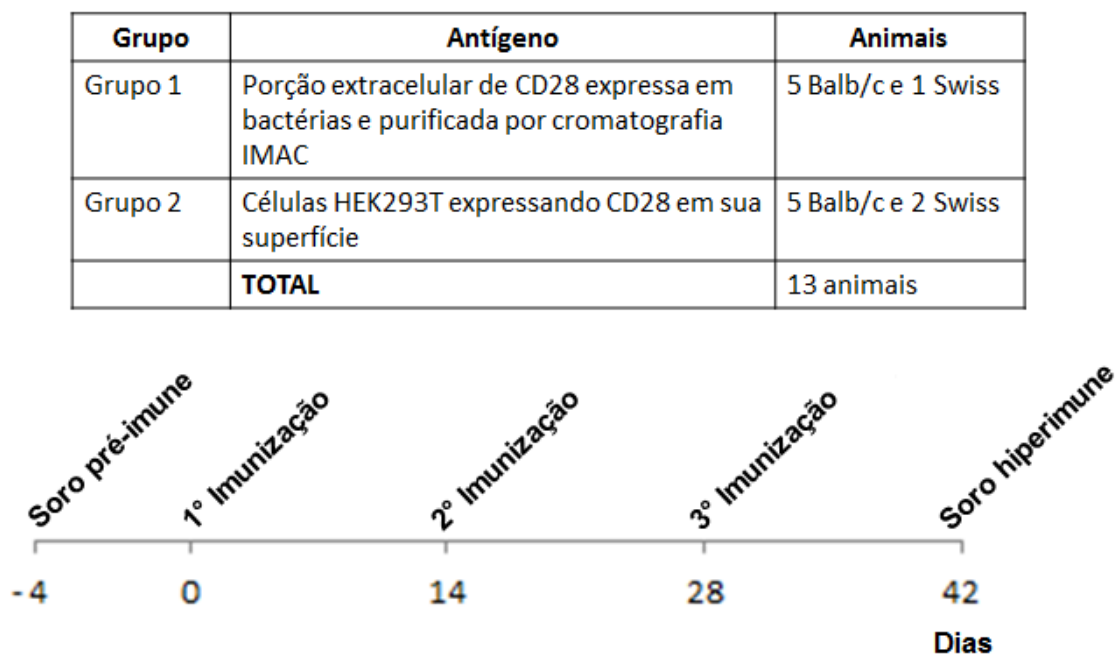 Grupo Antígeno Animais
Grupo 1 Porção extracelular de CD28 expressa em 5 Balb/c e 1 Swiss
bactérias e purificada por cromatografia
IMAC
Grupo 2 Células HEK293T expressando CD28 em sua 5 Balb/c e 2 Swiss
superfície
TOTAL 13 animais
Soro pré-imune
1° Imunização
2° Imunização
3° Imunização
Soro hiperimune
- 4 0 14 28 42
Dias